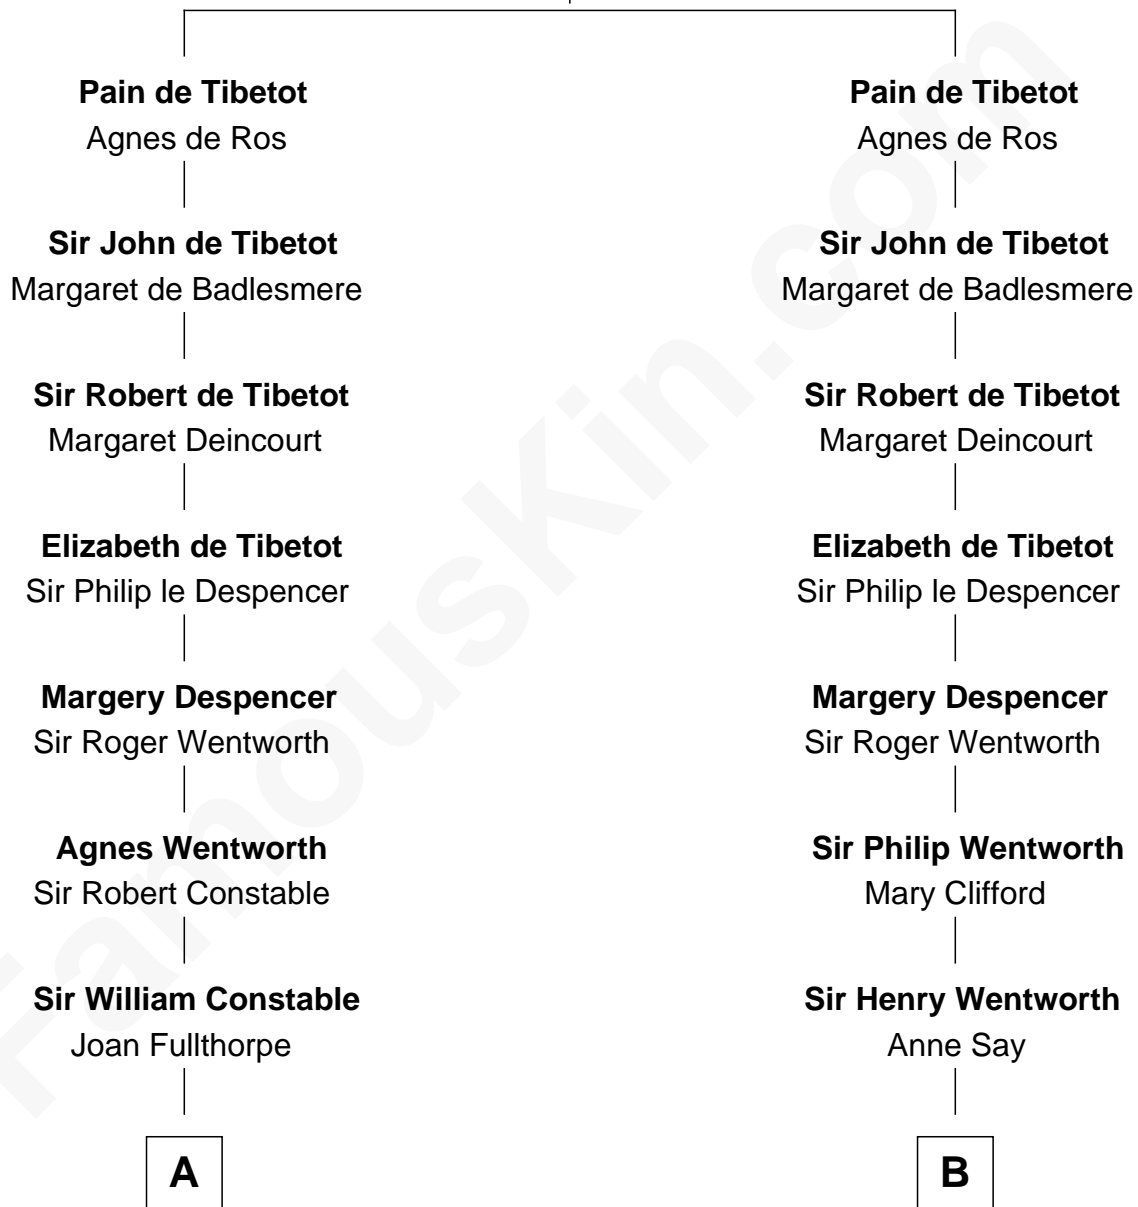 Pain de Tibetot
Agnes de Ros
Sir John de Tibetot
Margaret de Badlesmere
Sir Robert de Tibetot
Margaret Deincourt
Elizabeth de Tibetot
Sir Philip le Despencer
Margery Despencer
Sir Roger Wentworth
Agnes Wentworth
Sir Robert Constable
Sir William Constable
Joan Fullthorpe
A
Pain de Tibetot
Agnes de Ros
Sir John de Tibetot
Margaret de Badlesmere
Sir Robert de Tibetot
Margaret Deincourt
Elizabeth de Tibetot
Sir Philip le Despencer
Margery Despencer
Sir Roger Wentworth
Sir Philip Wentworth
Mary Clifford
Sir Henry Wentworth
Anne Say
B
FamousKin.com